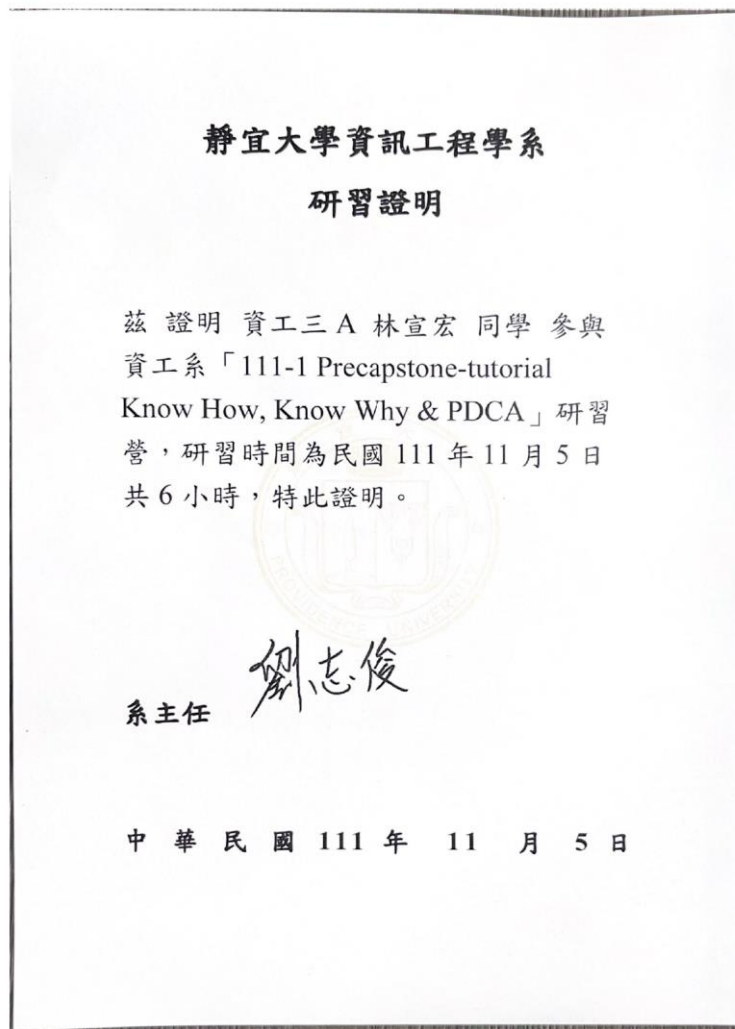 靜宜大學資訊工程學系
研習證明
茲 證明 資工三 A 林宣宏 同學 參與
資工系「111-1 Precapstone-tutorial
Know How, Know Why & PDCA」研習
營，研習時間為民國 111 年 11 月 5 日
共 6 小時，特此證明。
PROVIDENCE UNIVERSITY
系主任 劉志俊
中 華 民 國 111 年 11 月 5 日